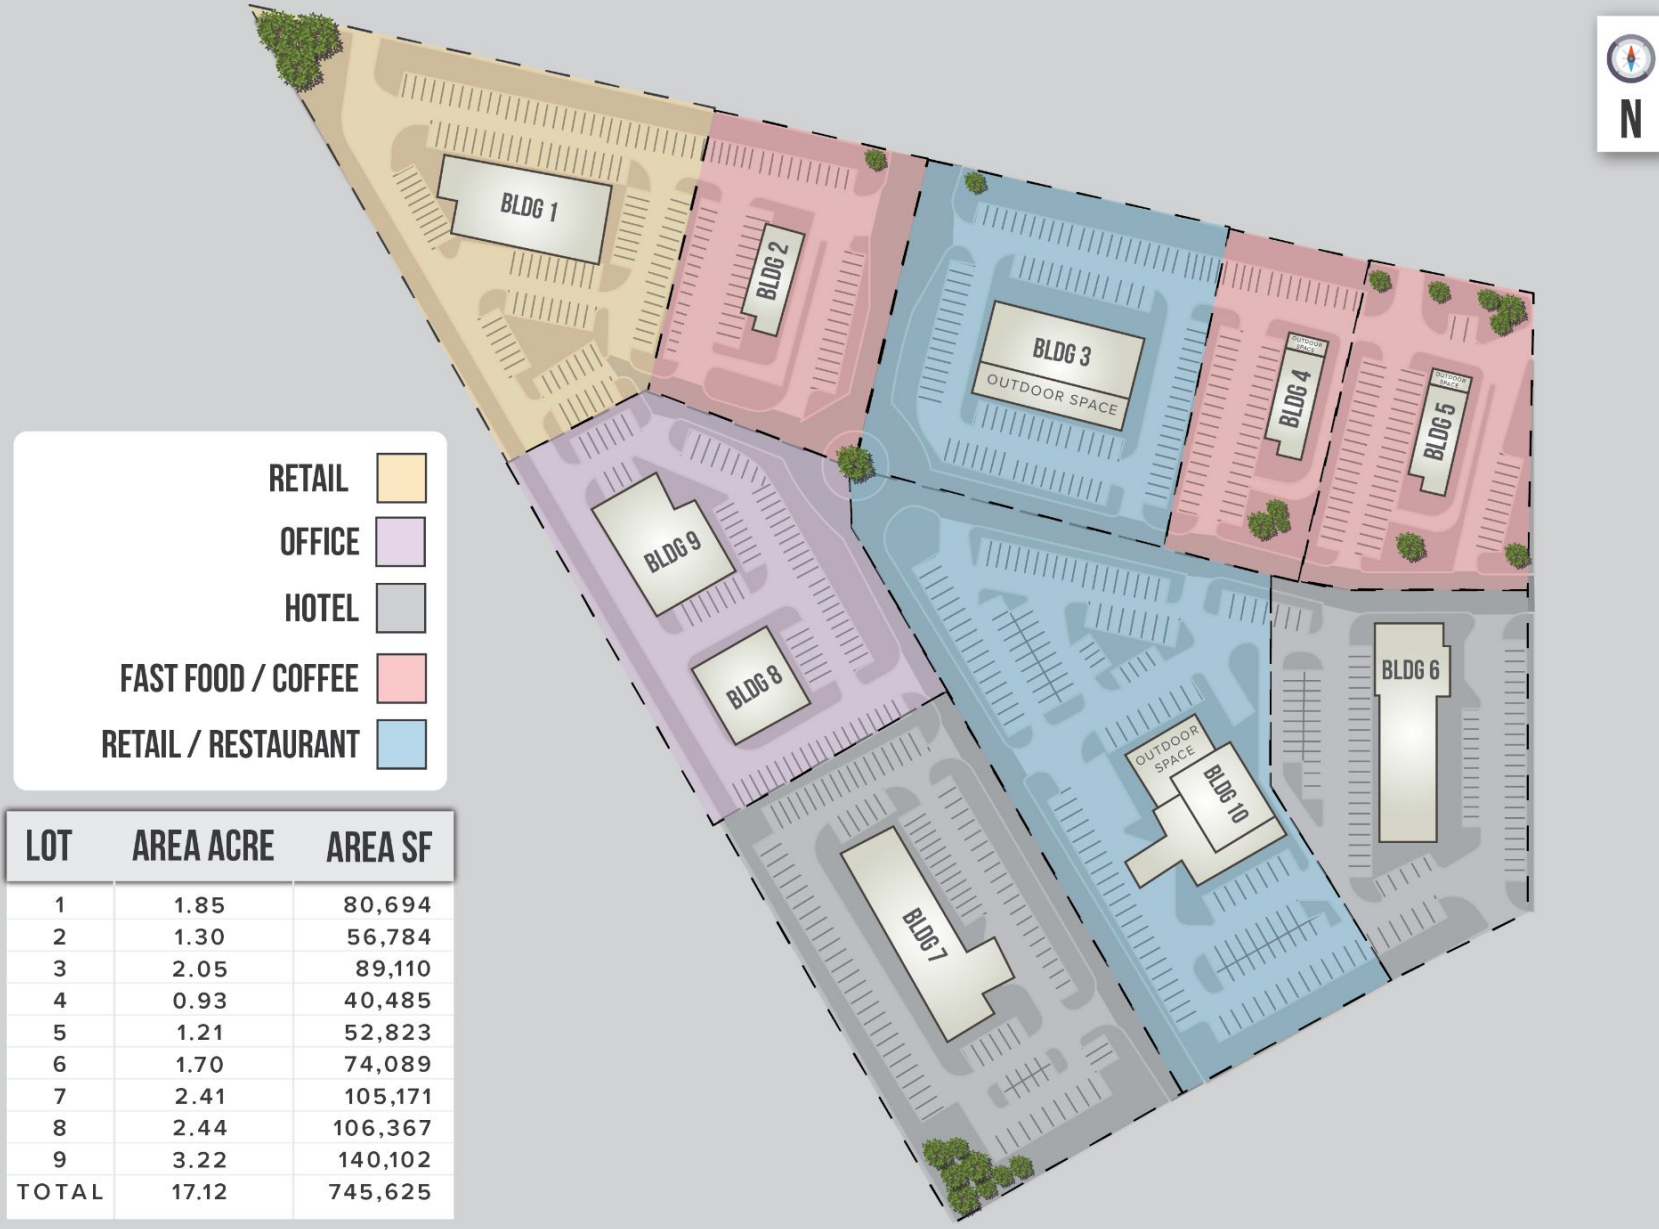 N
BLDG 1
BLDG 2
BLDG 3
OUTDOOR SPACE
OUTDOOR
SPACE
BLDG 4
OUTDOOR
SPACE
BLDG 5
BLDG 9
BLDG 8
BLDG 6
OUTDOOR
SPACE
BLDG 10
BLDG 7
RETAIL
OFFICE
HOTEL
FAST FOOD / COFFEE
RETAIL / RESTAURANT
LOT AREA ACRE AREA SF
1 1.85 80,694
2 1.30 56,784
3 2.05 89,110
4 0.93 40,485
5 1.21 52,823
6 1.70 74,089
7 2.41 105,171
8 2.44 106,367
9 3.22 140,102
TOTAL 17.12 745,625